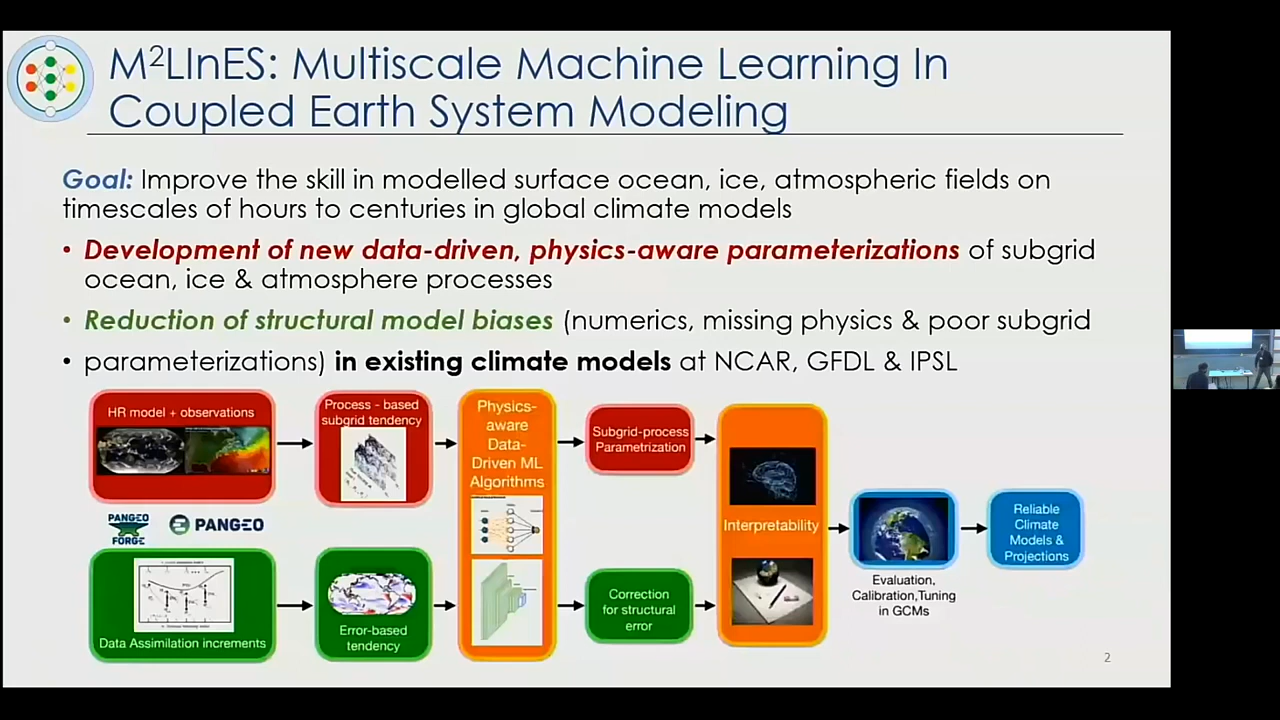 M²LInES: Multiscale Machine Learning In
Coupled Earth System Modeling
Goal: Improve the skill in modelled surface ocean, ice, atmospheric fields on
timescales of hours to centuries in global climate models
• Development of new data-driven, physics-aware parameterizations of subgrid
ocean, ice & atmosphere processes
• Reduction of structural model biases (numerics, missing physics & poor subgrid
• parameterizations) in existing climate models at NCAR, GFDL & IPSL
HR model + observations
Process - based
subgrid tendency
Physics-
aware
Data-
Driven ML
Algorithms
Subgrid-process
Parametrization
Interpretability
Reliable
Climate
Models &
Projections
PANGEO
FORGE
PANGEO
Data Assimilation increments
Error-based
tendency
Correction
for structural
error
Evaluation,
Calibration,Tuning
in GCMs
2